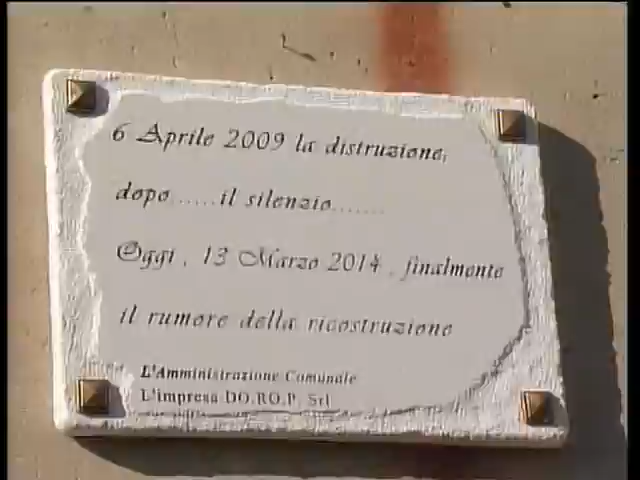 6 Aprile 2009 la distruzione,
dopo......il silenzio.......
Oggi , 13 Marzo 2014 , finalmente
il rumore della ricostruzione
L'Amministrazione Comunale
L'impresa DO.RO.P. Srl